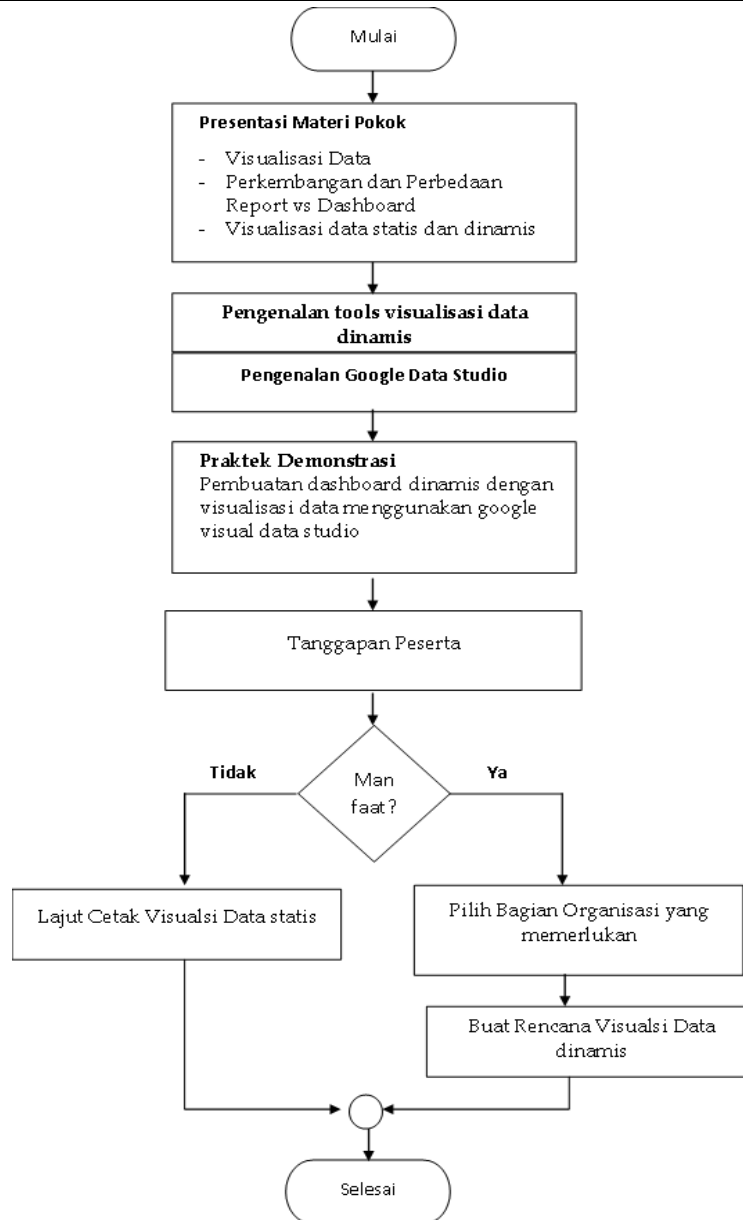 Mulai
Presentasi Materi Pokok
- Visualisasi Data
- Perkembangan dan Perbedaan
Report vs Dashboard
- Visualisasi data statis dan dinamis
Pengenalan tools visualisasi data
dinamis
Pengenalan Google Data Studio
Praktek Demonstrasi
Pembuatan dashboard dinamis dengan
visualisasi data menggunakan google
visual data studio
Tanggapan Peserta
Man
faat?
Tidak
Ya
Lajut Cetak Visualsi Data statis
Pilih Bagian Organisasi yang
memerlukan
Buat Rencana Visualsi Data
dinamis
Selesai